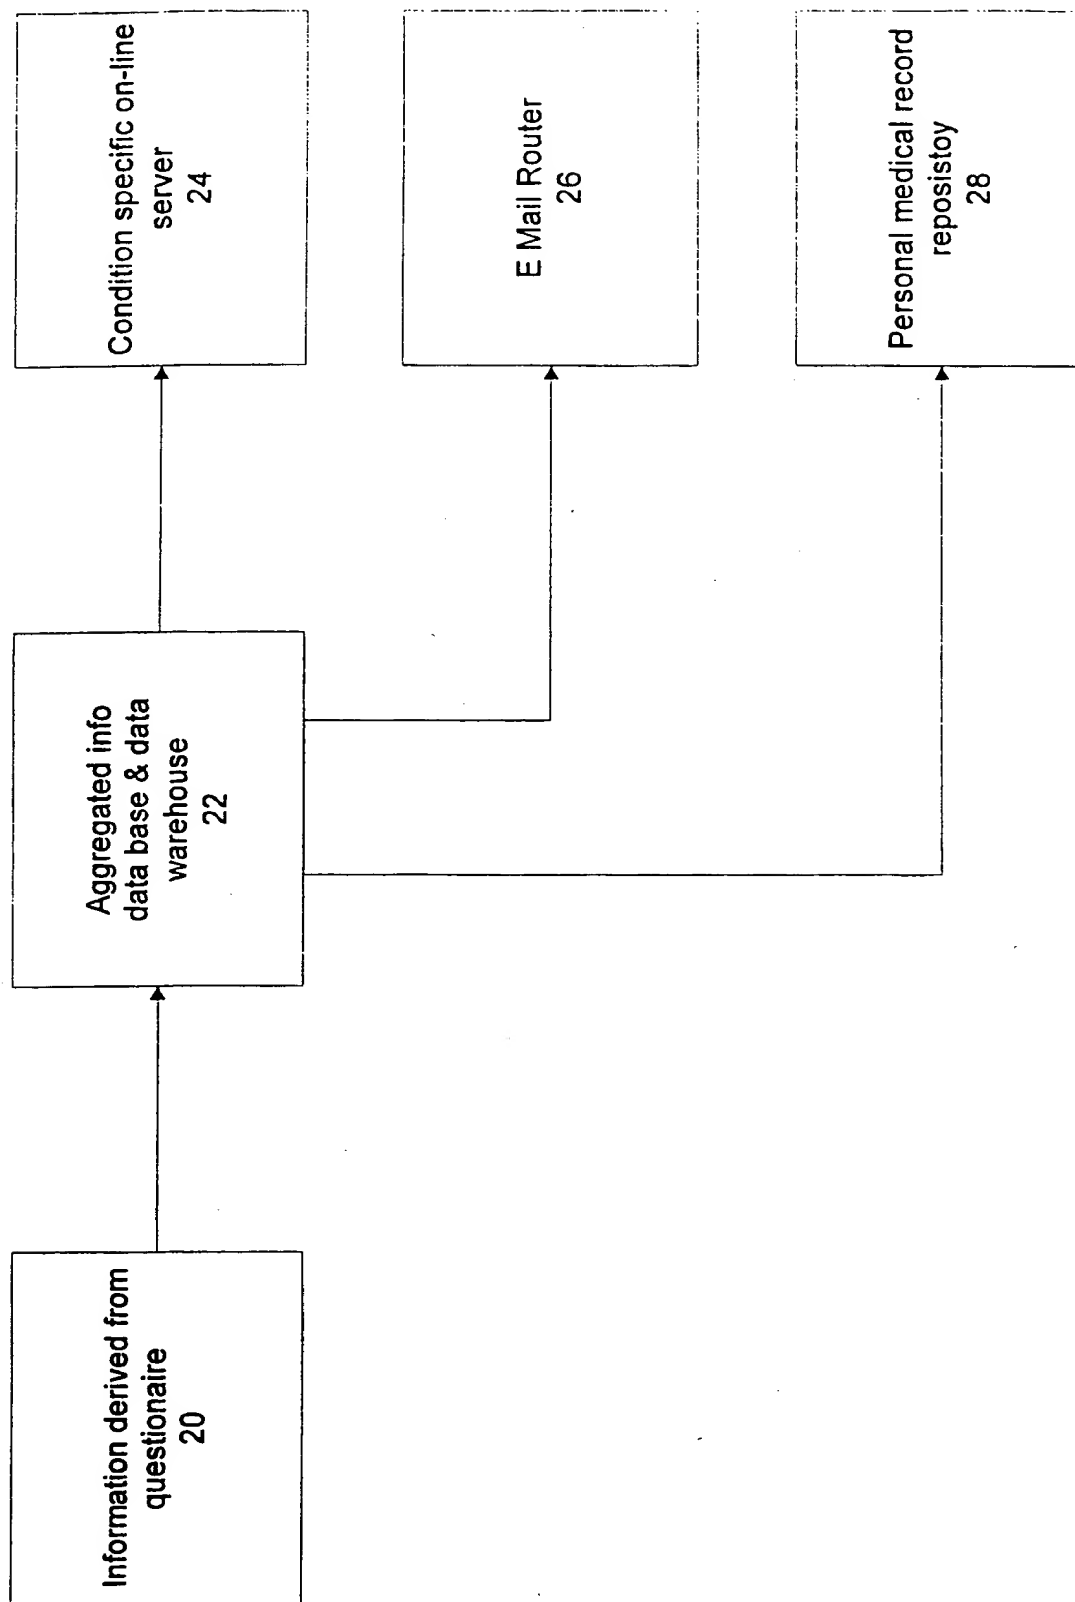 Information derived from
questionaire
20
Aggregated info
data base & data
warehouse
22
Condition specific on-line
server
24
E Mail Router
26
Personal medical record
reposistoy
28